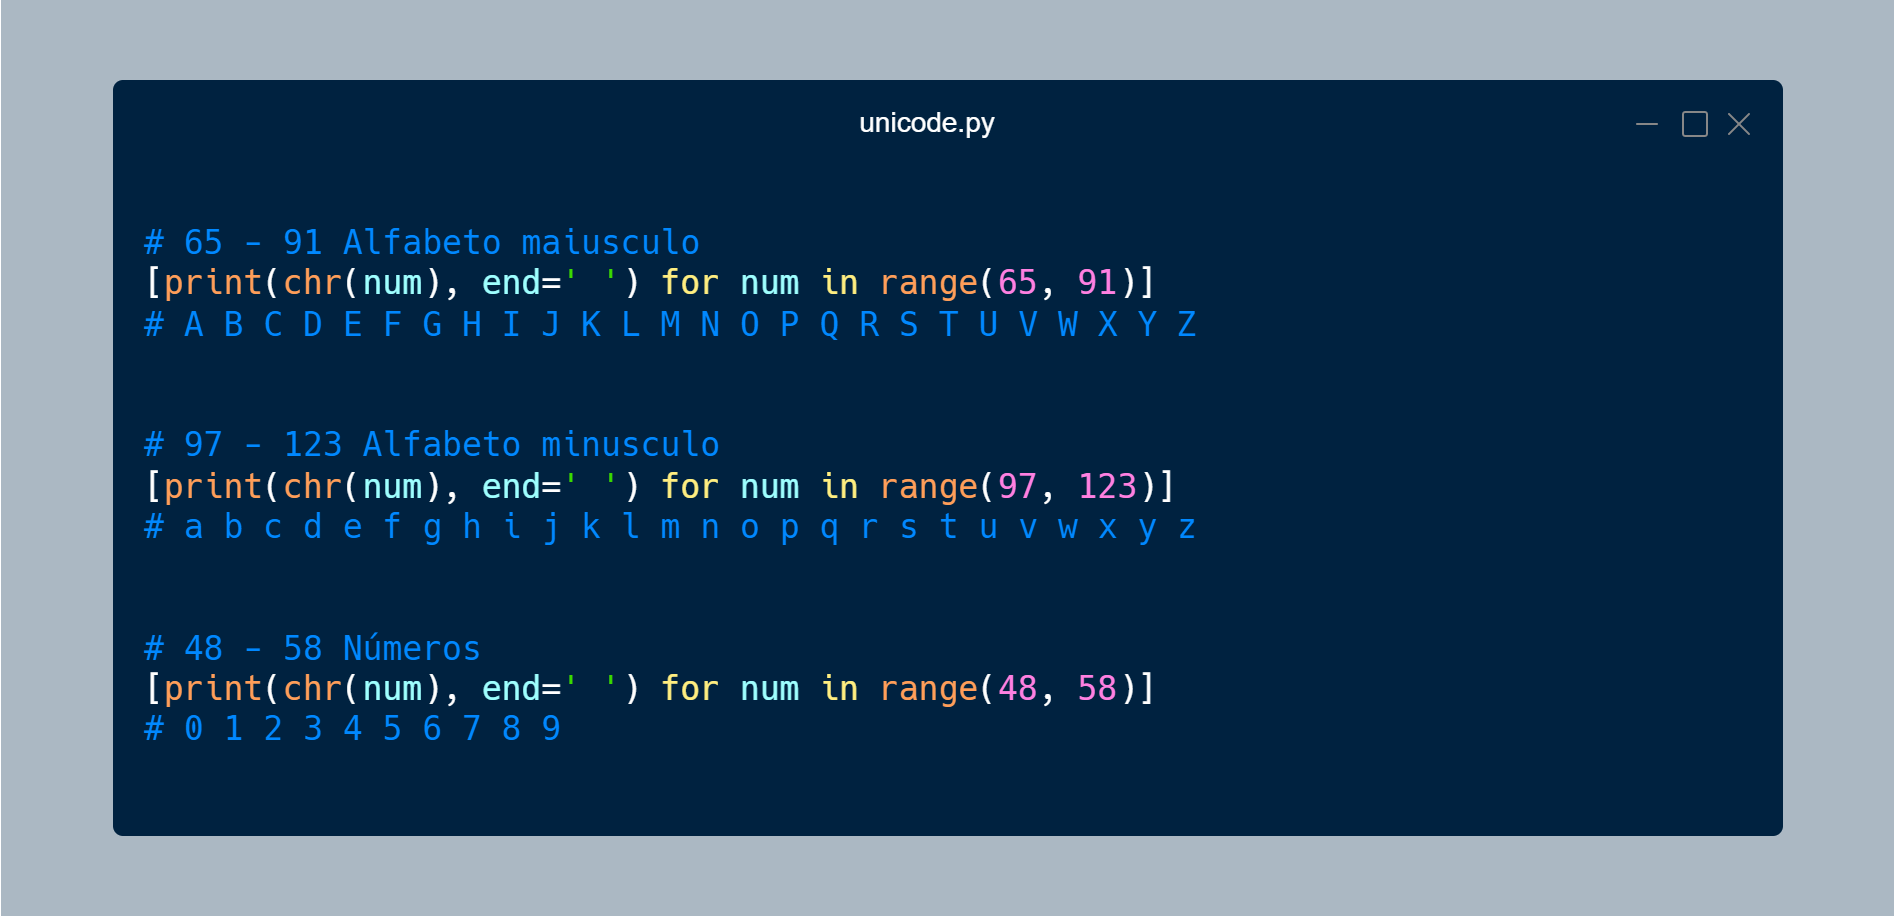 unicode.py
# 65 - 91 Alfabeto maiusculo
[print(chr(num), end=' ') for num in range(65, 91)]
# A B C D E F G H I J K L M N O P Q R S T U V W X Y Z
# 97 - 123 Alfabeto minusculo
[print(chr(num), end=' ') for num in range(97, 123)]
# a b c d e f g h i j k l m n o p q r s t u v w x y z
# 48 - 58 Números
[print(chr(num), end=' ') for num in range(48, 58)]
# 0 1 2 3 4 5 6 7 8 9